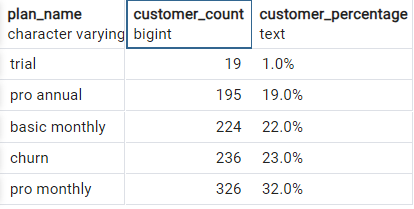 plan_name customer_count customer_percentage
character varying bigint text
trial 19 1.0%
pro annual 195 19.0%
basic monthly 224 22.0%
churn 236 23.0%
pro monthly 326 32.0%